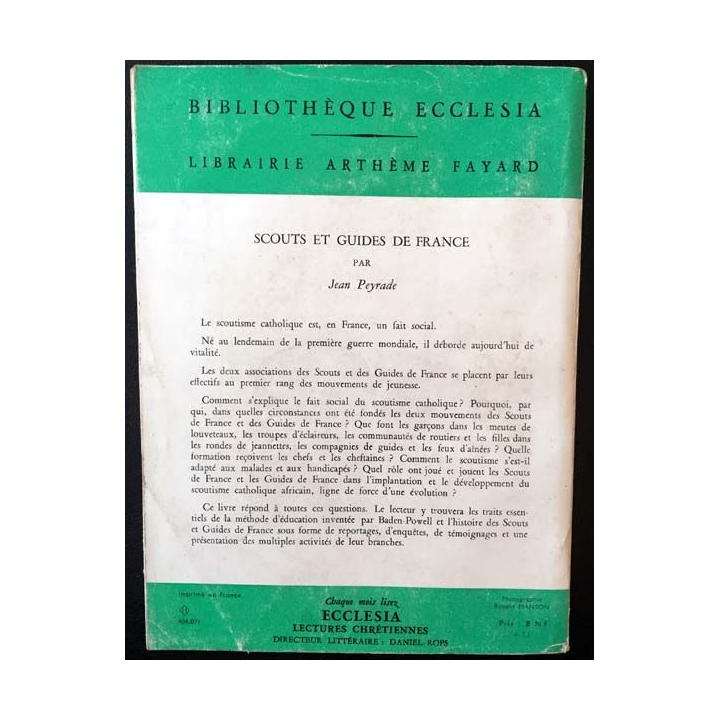 BIBLIOTHÈQUE ECCLESIA
LIBRAIRIE ARTHÈME FAYARD
SCOUTS ET GUIDES DE FRANCE
PAR
Jean Peyrade
Le scoutisme catholique est, en France, un fait social.
Né au lendemain de la première guerre mondiale, il déborde aujourd'hui de
vitalité.
Les deux associations des Scouts et des Guides de France se placent par leurs
effectifs au premier rang des mouvements de jeunesse.
Comment s'explique le fait social du scoutisme catholique ? Pourquoi, par
qui, dans quelles circonstances ont été fondés les deux mouvements des Scouts
de France et des Guides de France ? Que font les garçons dans les meutes de
louveteaux, les troupes d'éclaireurs, les communautés de routiers et les filles dans
les rondes de jeannettes, les compagnies de guides et les feux d'aînées ? Quelle
formation reçoivent les chefs et les cheftaines ? Comment le scoutisme s'est-il
adapté aux malades et aux handicapés ? Quel rôle ont joué et jouent les Scouts
de France et les Guides de France dans l'implantation et le développement du
scoutisme catholique africain, ligne de force d'une évolution ?
Ce livre répond à toutes ces questions. Le lecteur y trouvera les traits essen-
tiels de la méthode d'éducation inventée par Baden-Powell et l'histoire des Scouts
et Guides de France sous forme de reportages, d'enquêtes, de témoignages et une
présentation des multiples activités de leur branches.
Imprimé en France
Chaque mois lisez
ECCLESIA
LECTURES CHRÉTIENNES
DIRECTEUR LITTÉRAIRE : DANIEL-ROPS
Photographie
Robert MANSON
Prix : 8 NF